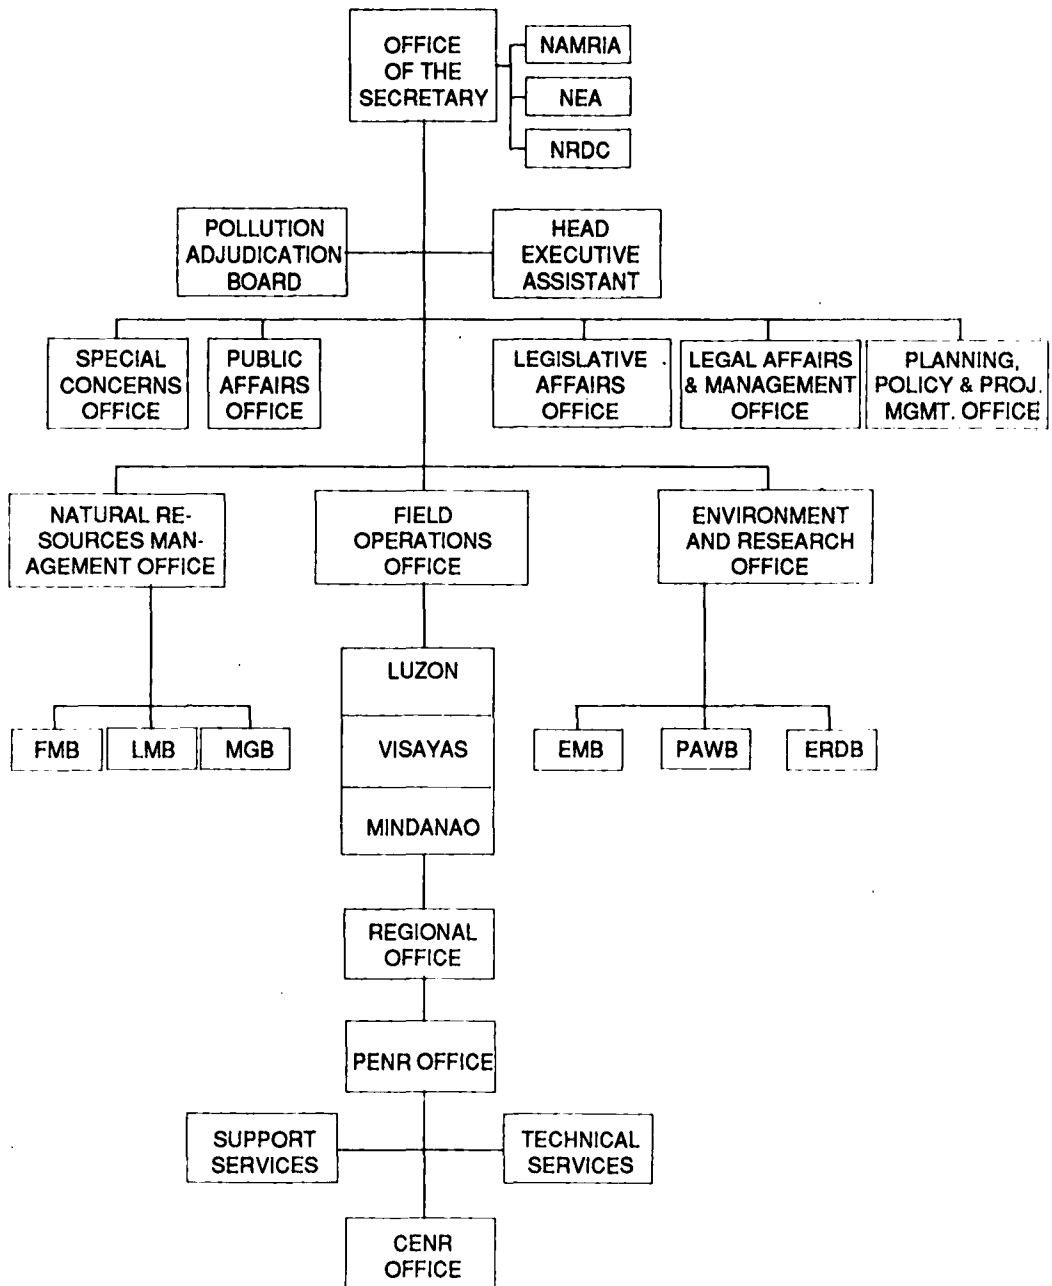 OFFICE
OF THE
SECRETARY
NAMRIA
NEA
NRDC
POLLUTION
ADJUDICATION
BOARD
HEAD
EXECUTIVE
ASSISTANT
SPECIAL
CONCERNS
OFFICE
PUBLIC
AFFAIRS
OFFICE
LEGISLATIVE
AFFAIRS
OFFICE
LEGAL AFFAIRS
& MANAGEMENT
OFFICE
PLANNING,
POLICY & PROJ.
MGMT. OFFICE
NATURAL RE-
SOURCES MAN-
AGEMENT OFFICE
FIELD
OPERATIONS
OFFICE
ENVIRONMENT
AND RESEARCH
OFFICE
LUZON
VISAYAS
MINDANAO
FMB
LMB
MGB
EMB
PAWB
ERDB
REGIONAL
OFFICE
PENR OFFICE
SUPPORT
SERVICES
TECHNICAL
SERVICES
CENR
OFFICE